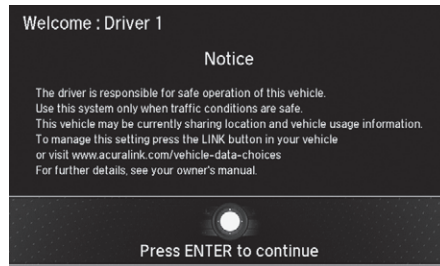 Welcome : Driver 1
Notice
The driver is responsible for safe operation of this vehicle.
Use this system only when traffic conditions are safe.
This vehicle may be currently sharing location and vehicle usage information.
To manage this setting press the LINK button in your vehicle
or visit www.acuralink.com/vehicle-data-choices
For further details, see your owner's manual.
Press ENTER to continue